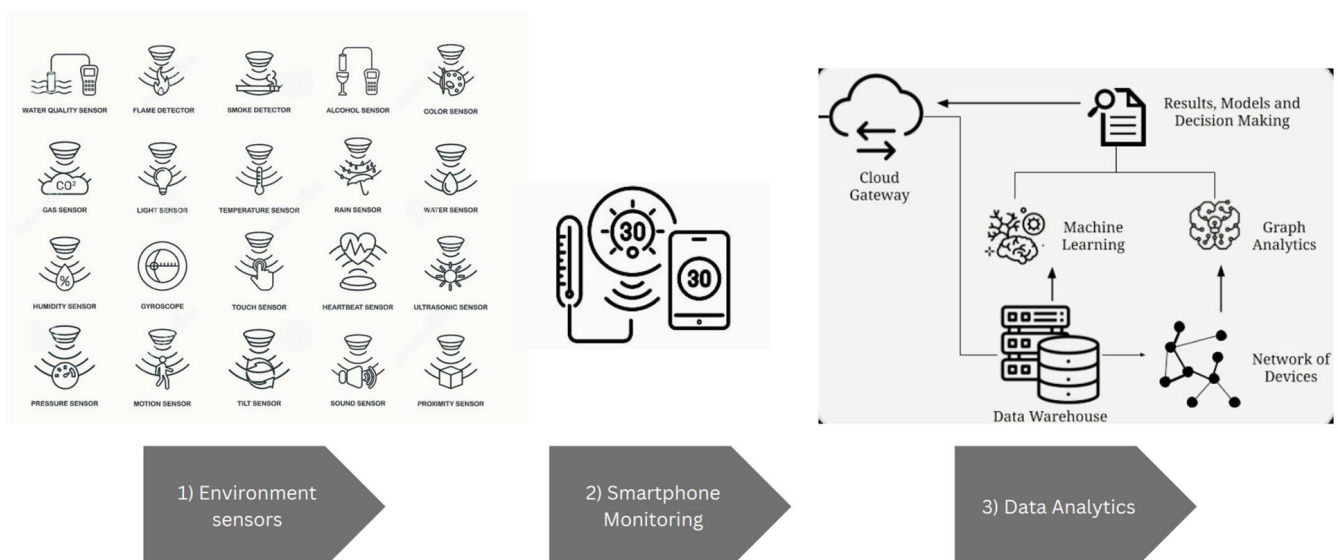 WATER QUALITY SENSOR
FLAME DETECTOR
SMOKE DETECTOR
ALCOHOL SENSOR
COLOR SENSOR
CO²
GAS SENSOR
LIGHT SENSOR
TEMPERATURE SENSOR
RAIN SENSOR
WATER SENSOR
%
HUMIDITY SENSOR
GYROSCOPE
TOUCH SENSOR
HEARTBEAT SENSOR
ULTRASONIC SENSOR
PRESSURE SENSOR
MOTION SENSOR
TILT SENSOR
SOUND SENSOR
PROXIMITY SENSOR
30
30
Cloud
Gateway
Results, Models and
Decision Making
Machine
Learning
Graph
Analytics
Data Warehouse
Network of
Devices
1) Environment
sensors
2) Smartphone
Monitoring
3) Data Analytics